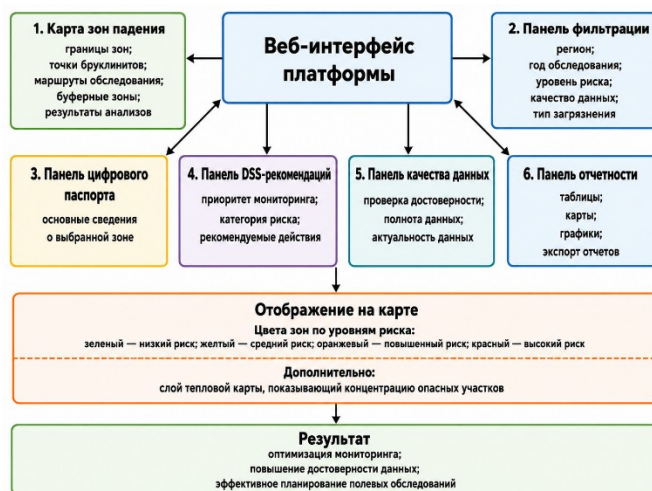 Веб-интерфейс
платформы
1. Карта зон падения
границы зон;
точки бруклинитов;
маршруты обследования;
буферные зоны;
результаты анализов
2. Панель фильтрации
регион;
год обследования;
уровень риска;
качество данных;
тип загрязнения
3. Панель цифрового
паспорта
основные сведения
о выбранной зоне
4. Панель DSS-рекомендаций
приоритет мониторинга;
категория риска;
рекомендуемые действия
5. Панель качества данных
проверка достоверности;
полнота данных;
актуальность данных
6. Панель отчетности
таблицы;
карты;
графики;
экспорт отчетов
Отображение на карте
Цвета зон по уровням риска:
зеленый — низкий риск; желтый — средний риск; оранжевый — повышенный риск; красный — высокий риск
Дополнительно:
слой тепловой карты, показывающий концентрацию опасных участков
Результат
оптимизация мониторинга;
повышение достоверности данных;
эффективное планирование полевых обследований